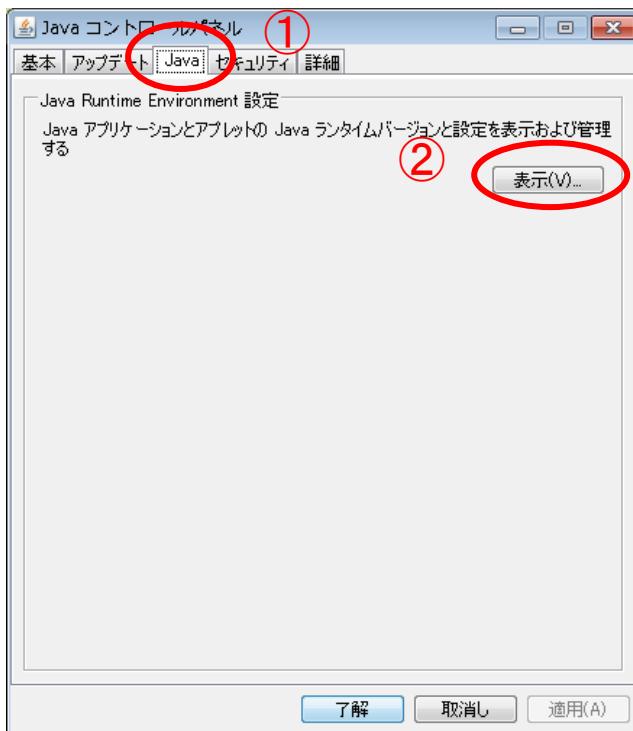 Java コントロールパネル ①
基本 アップデート Java セキュリティ 詳細
Java Runtime Environment 設定
Java アプリケーションとアプレットの Java ランタイムバージョンと設定を表示および管理
する
②
表示(V)...
了解 取消し 適用(A)